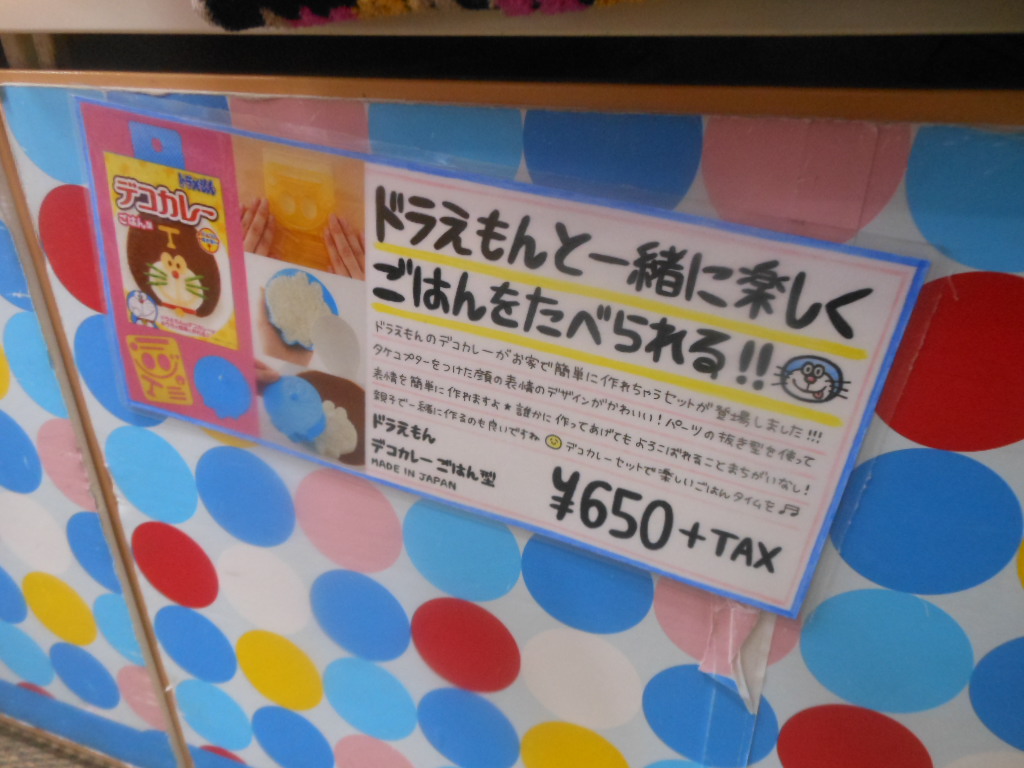 ドラえもん
デコカレー
ごはん型
ドラえもんと一緒に楽しく
ごはんをたべられる!!
ドラえもんのデコカレーがお家で簡単に作れちゃうセットが登場しました!!!
タケコプターをつけた顔の表情のデザインがかわいい!パーツの抜き型を使って
表情を簡単に作れますよ★誰かに作ってあげてもよろこばれることまちがいなし!
親子で一緒に作るのも良いですね デコカレーセットで楽しいごはんタイムを♫
ドラえもん
デコカレーごはん型
MADE IN JAPAN
¥650+TAX